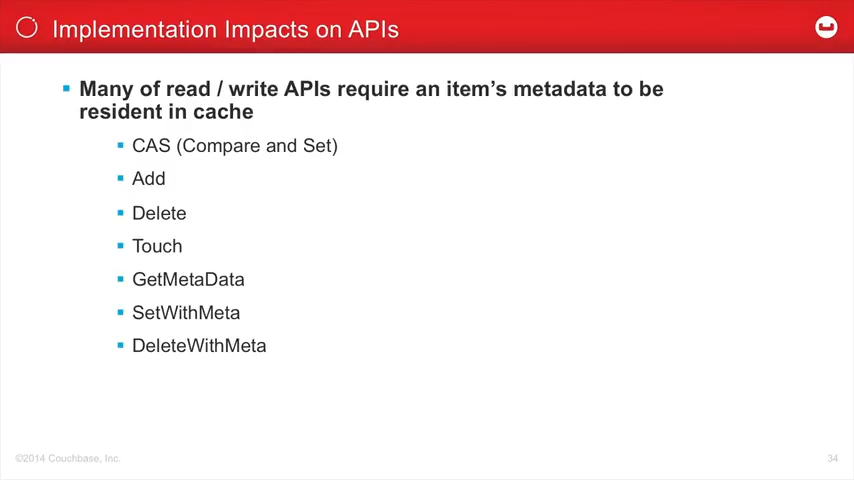 Implementation Impacts on APIs
Many of read / write APIs require an item's metadata to be
resident in cache
CAS (Compare and Set)
Add
Delete
Touch
GetMetaData
SetWithMeta
DeleteWithMeta
©2014 Couchbase, Inc.
34